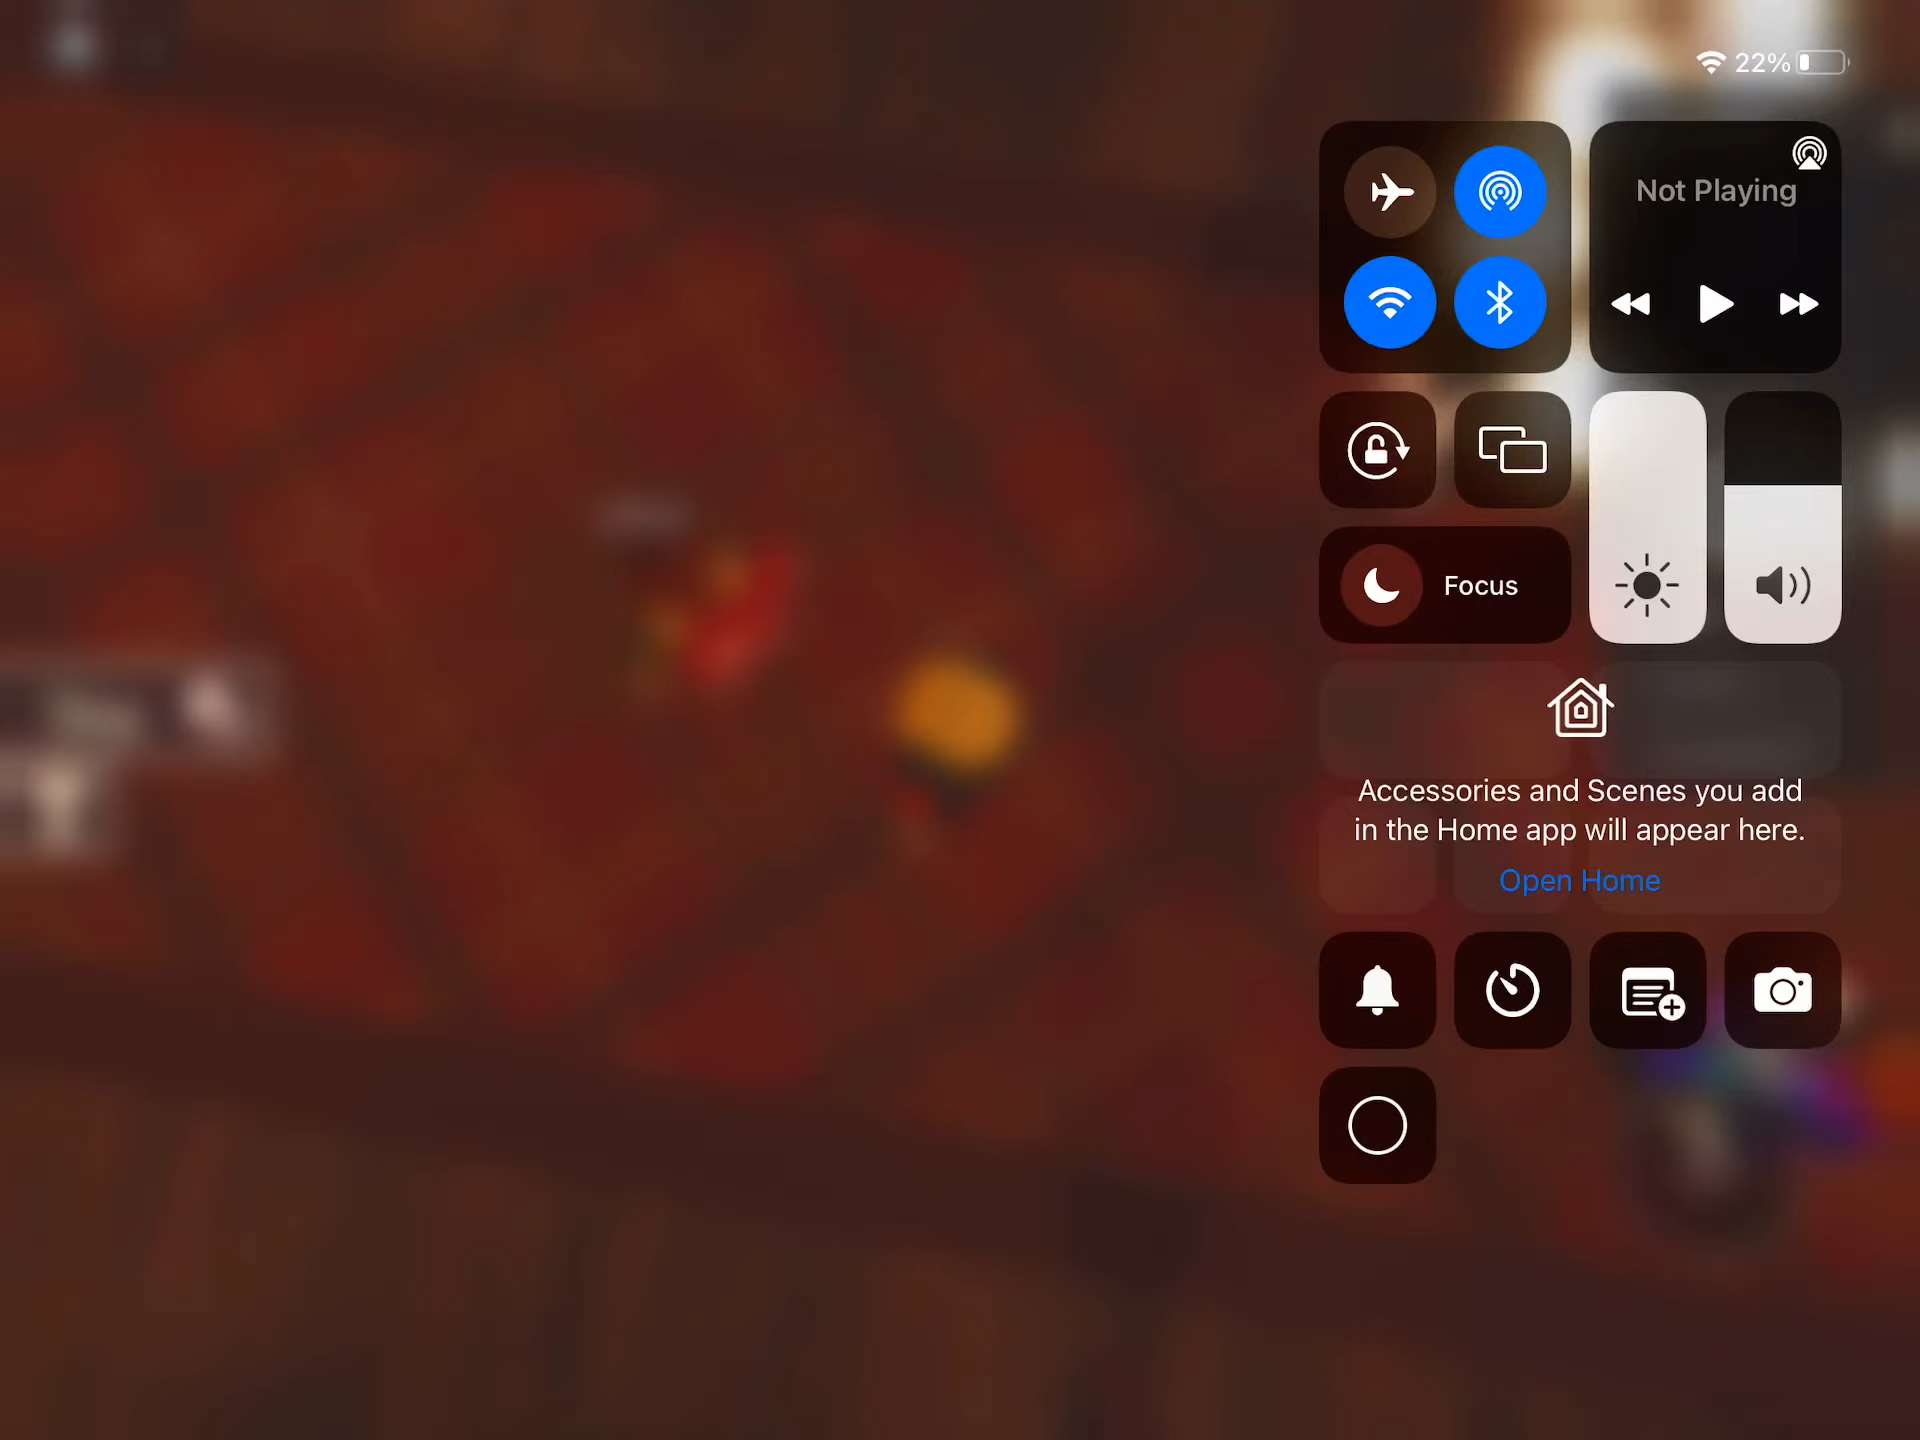 22%
Not Playing
Focus
Accessories and Scenes you add
in the Home app will appear here.
Open Home